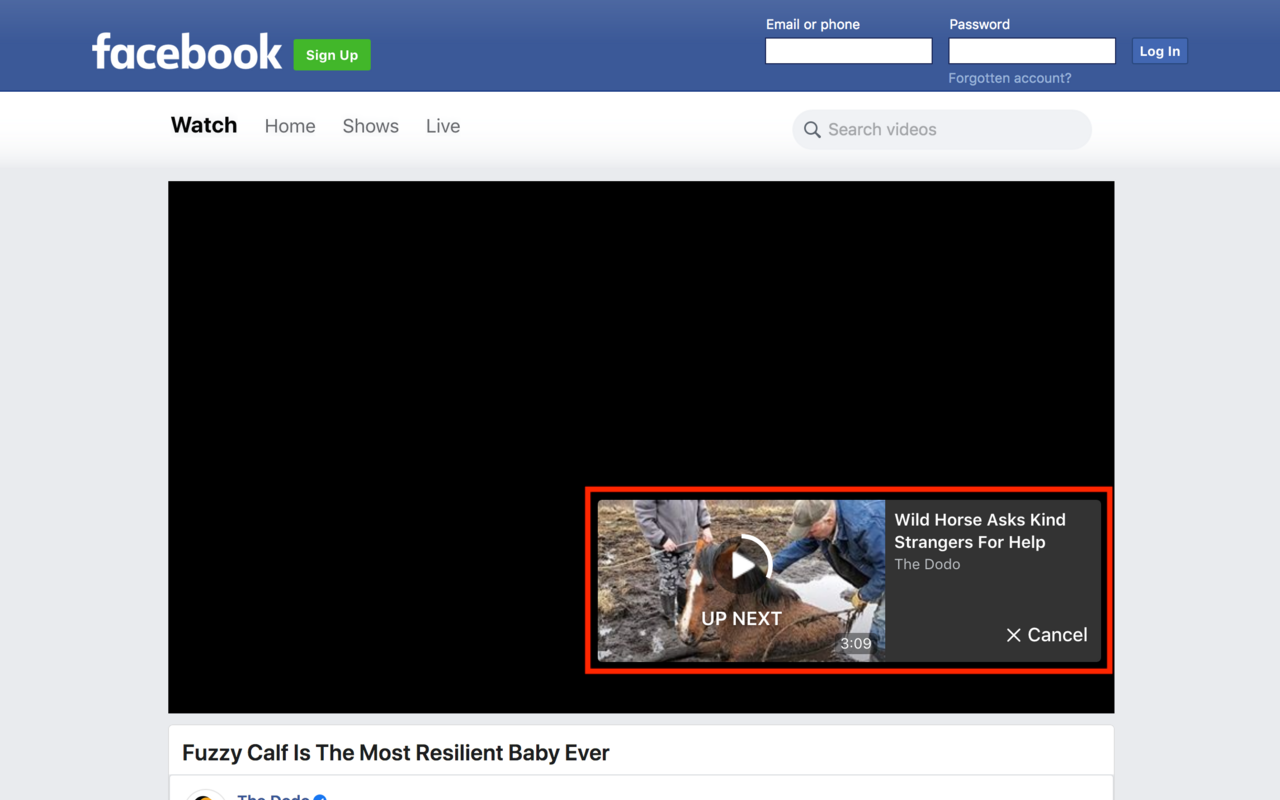 facebook
Sign Up
Email or phone
Password
Log In
Forgotten account?
Watch
Home
Shows
Live
Search videos
UP NEXT
3:09
Wild Horse Asks Kind
Strangers For Help
The Dodo
Cancel
Fuzzy Calf Is The Most Resilient Baby Ever
The Dodo